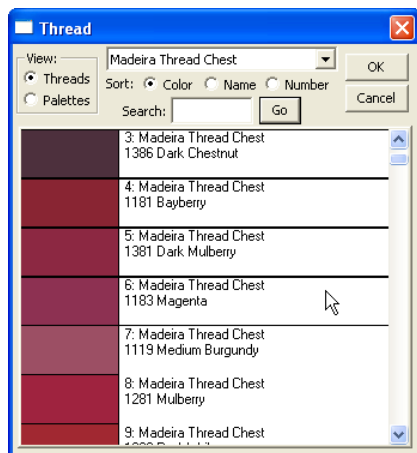 Thread
View:
Threads
Palettes
Madeira Thread Chest
Sort: Color Name Number
Search: Go
OK
Cancel
3: Madeira Thread Chest
1386 Dark Chestnut
4: Madeira Thread Chest
1181 Bayberry
5: Madeira Thread Chest
1381 Dark Mulberry
6: Madeira Thread Chest
1183 Magenta
7: Madeira Thread Chest
1119 Medium Burgundy
8: Madeira Thread Chest
1281 Mulberry
9: Madeira Thread Chest